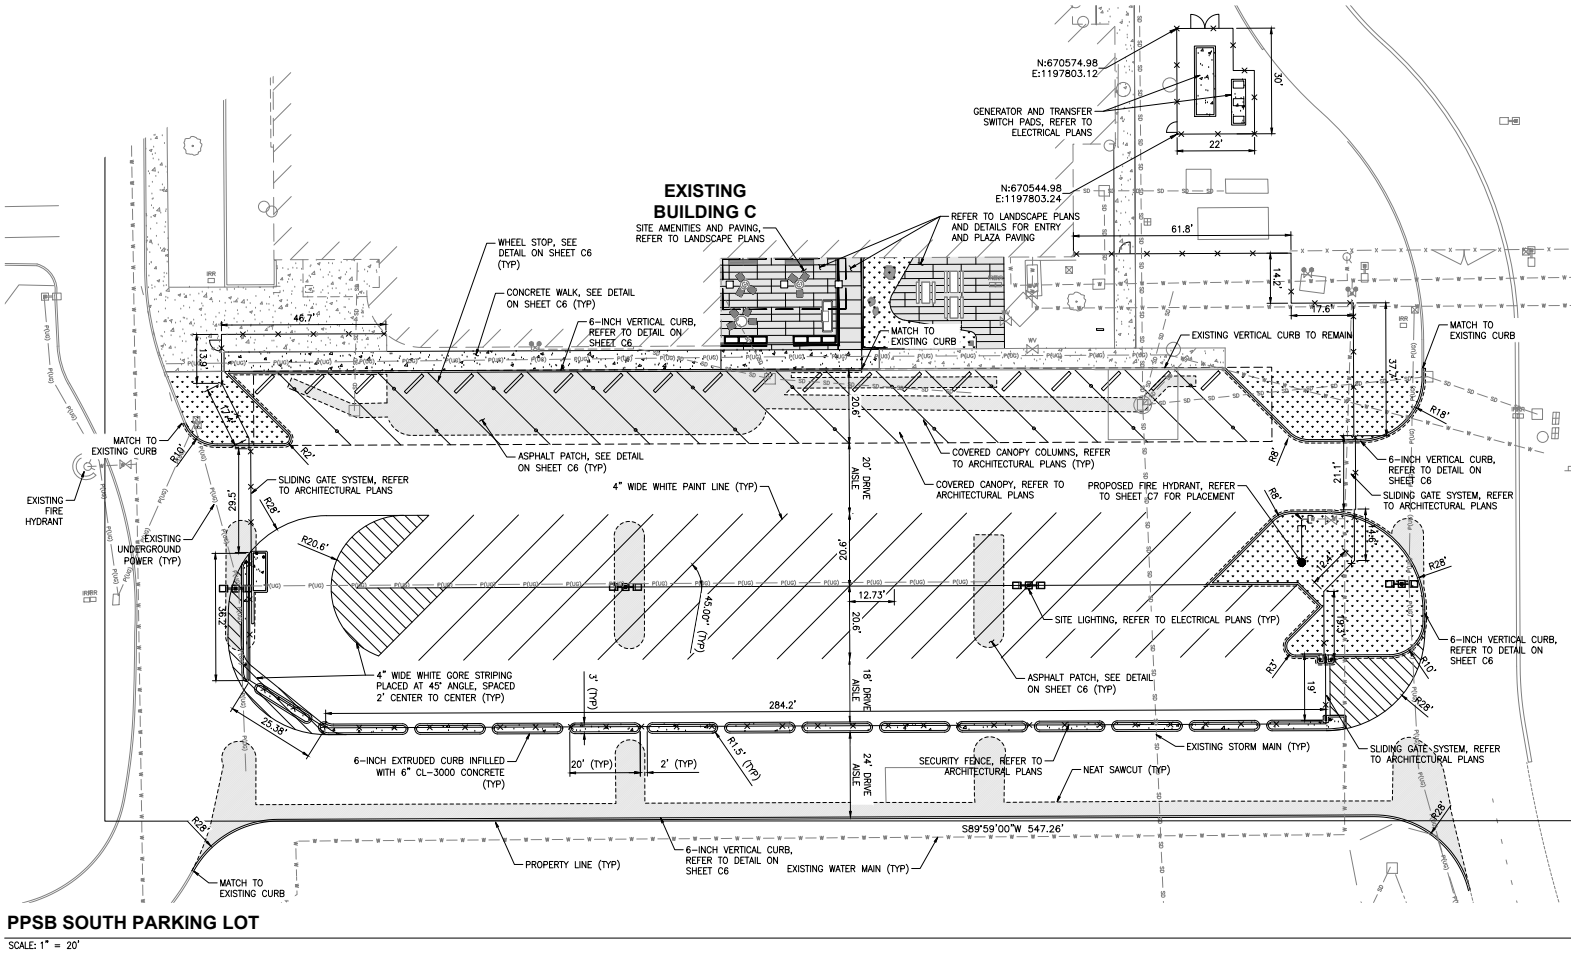 N:670574.98
E:1197803.12
30'
GENERATOR AND TRANSFER
SWITCH PADS, REFER TO
ELECTRICAL PLANS
22'
N:670544.98
E:1197803.24
EXISTING
BUILDING C
SITE AMENITIES AND PAVING,
REFER TO LANDSCAPE PLANS
REFER TO LANDSCAPE PLANS
AND DETAILS FOR ENTRY
AND PLAZA PAVING
61.8'
14.2'
17.6'
WHEEL STOP, SEE
DETAIL ON SHEET C6
(TYP)
CONCRETE WALK, SEE DETAIL
ON SHEET C6 (TYP)
6-INCH VERTICAL CURB,
REFER TO DETAIL ON
SHEET C6
46.7'
13.6'
MATCH TO
EXISTING CURB
EXISTING VERTICAL CURB TO REMAIN
MATCH TO
EXISTING CURB
37.7'
R18'
17.4'
20.6'
MATCH TO
EXISTING CURB
R10'
R2'
R8'
ASPHALT PATCH, SEE DETAIL
ON SHEET C6 (TYP)
COVERED CANOPY COLUMNS, REFER
TO ARCHITECTURAL PLANS (TYP)
COVERED CANOPY, REFER TO
ARCHITECTURAL PLANS
6-INCH VERTICAL CURB,
REFER TO DETAIL ON
SHEET C6
21.1'
SLIDING GATE SYSTEM, REFER
TO ARCHITECTURAL PLANS
SLIDING GATE SYSTEM, REFER
TO ARCHITECTURAL PLANS
4" WIDE WHITE PAINT LINE (TYP)
20' DRIVE
AISLE
PROPOSED FIRE HYDRANT, REFER
TO SHEET C7 FOR PLACEMENT
EXISTING
FIRE
HYDRANT
29.5'
R28'
R8'
EXISTING
UNDERGROUND
POWER (TYP)
R20.6'
20.6'
14.6'
12.4'
R28'
36.2'
45.00' (TYP)
12.73'
20.6'
SITE LIGHTING, REFER TO ELECTRICAL PLANS (TYP)
19.3'
6-INCH VERTICAL CURB,
REFER TO DETAIL ON
SHEET C6
R3'
R10'
4" WIDE WHITE GORE STRIPING
PLACED AT 45° ANGLE, SPACED
2' CENTER TO CENTER (TYP)
3' (TYP)
18' DRIVE
AISLE
ASPHALT PATCH, SEE DETAIL
ON SHEET C6 (TYP)
19'
R28'
284.2'
25.38'
6-INCH EXTRUDED CURB INFILLED
WITH 6" CL-3000 CONCRETE
(TYP)
20' (TYP)
2' (TYP)
R1.5' (TYP)
24' DRIVE
AISLE
SECURITY FENCE, REFER TO
ARCHITECTURAL PLANS
EXISTING STORM MAIN (TYP)
NEAT SAWCUT (TYP)
SLIDING GATE SYSTEM, REFER
TO ARCHITECTURAL PLANS
R28'
R28'
S89°59'00"W 547.26'
PROPERTY LINE (TYP)
6-INCH VERTICAL CURB,
REFER TO DETAIL ON
SHEET C6
EXISTING WATER MAIN (TYP)
MATCH TO
EXISTING CURB
PPSB SOUTH PARKING LOT
SCALE: 1" = 20'